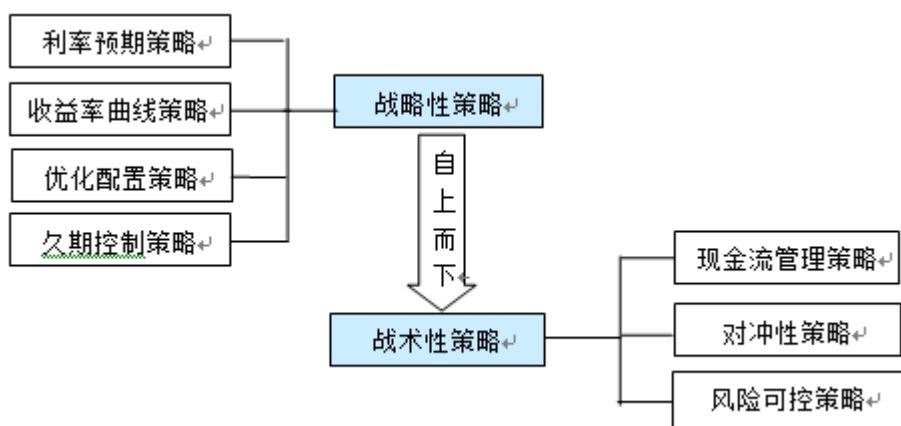 利率预期策略
收益率曲线策略
优化配置策略
久期控制策略
战略性策略
自
上
而
下
战术性策略
现金流管理策略
对冲性策略
风险可控策略